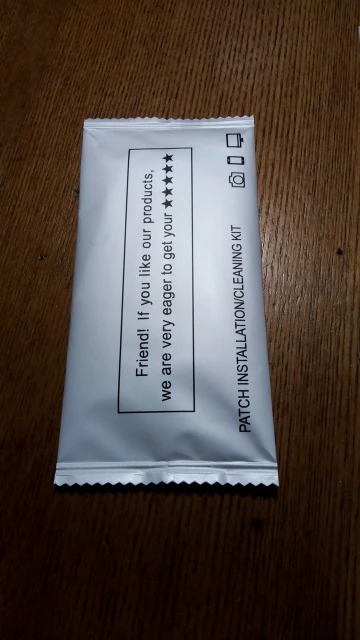 Friend! If you like our products,
we are very eager to get your ★★★★★
PATCH INSTALLATION/CLEANING KIT